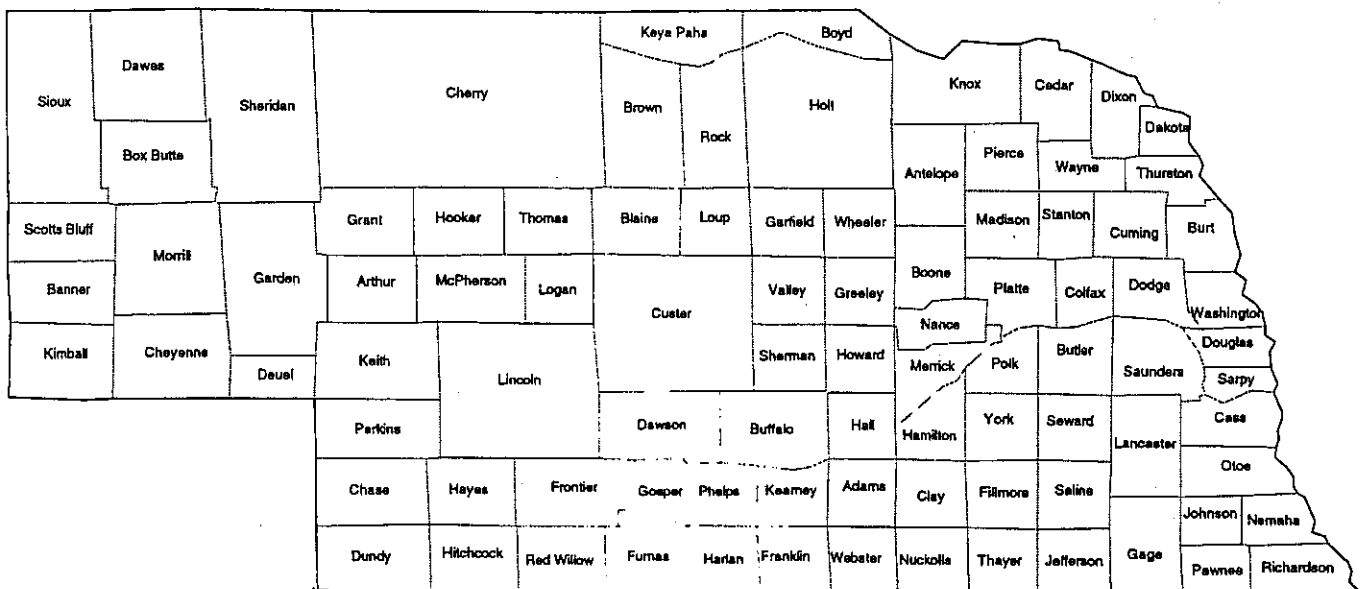 Keya Paha
Boyd
Dawes
Sioux
Sheridan
Cherry
Brown
Rock
Holt
Knox
Cedar
Dixon
Dakota
Box Butte
Antelope
Pierce
Wayne
Thurston
Scotts Bluff
Morrill
Garden
Grant
Hooker
Thomas
Blaine
Loup
Garfield
Wheeler
Madison
Stanton
Cuming
Burt
Banner
Arthur
McPherson
Logan
Custer
Valley
Greeley
Boone
Platte
Colfax
Dodge
Washington
Kimball
Cheyenne
Deuel
Keith
Lincoln
Sherman
Howard
Nance
Merrick
Polk
Butler
Saunders
Douglas
Sarpy
Perkins
Dawson
Buffalo
Hall
Hamilton
York
Seward
Lancaster
Cass
Otoe
Chase
Hayes
Frontier
Gosper
Phelps
Kearney
Adams
Clay
Fillmore
Saline
Johnson
Nemaha
Dundy
Hitchcock
Red Willow
Furnas
Harlan
Franklin
Webster
Nuckolls
Thayer
Jefferson
Gage
Pawnee
Richardson